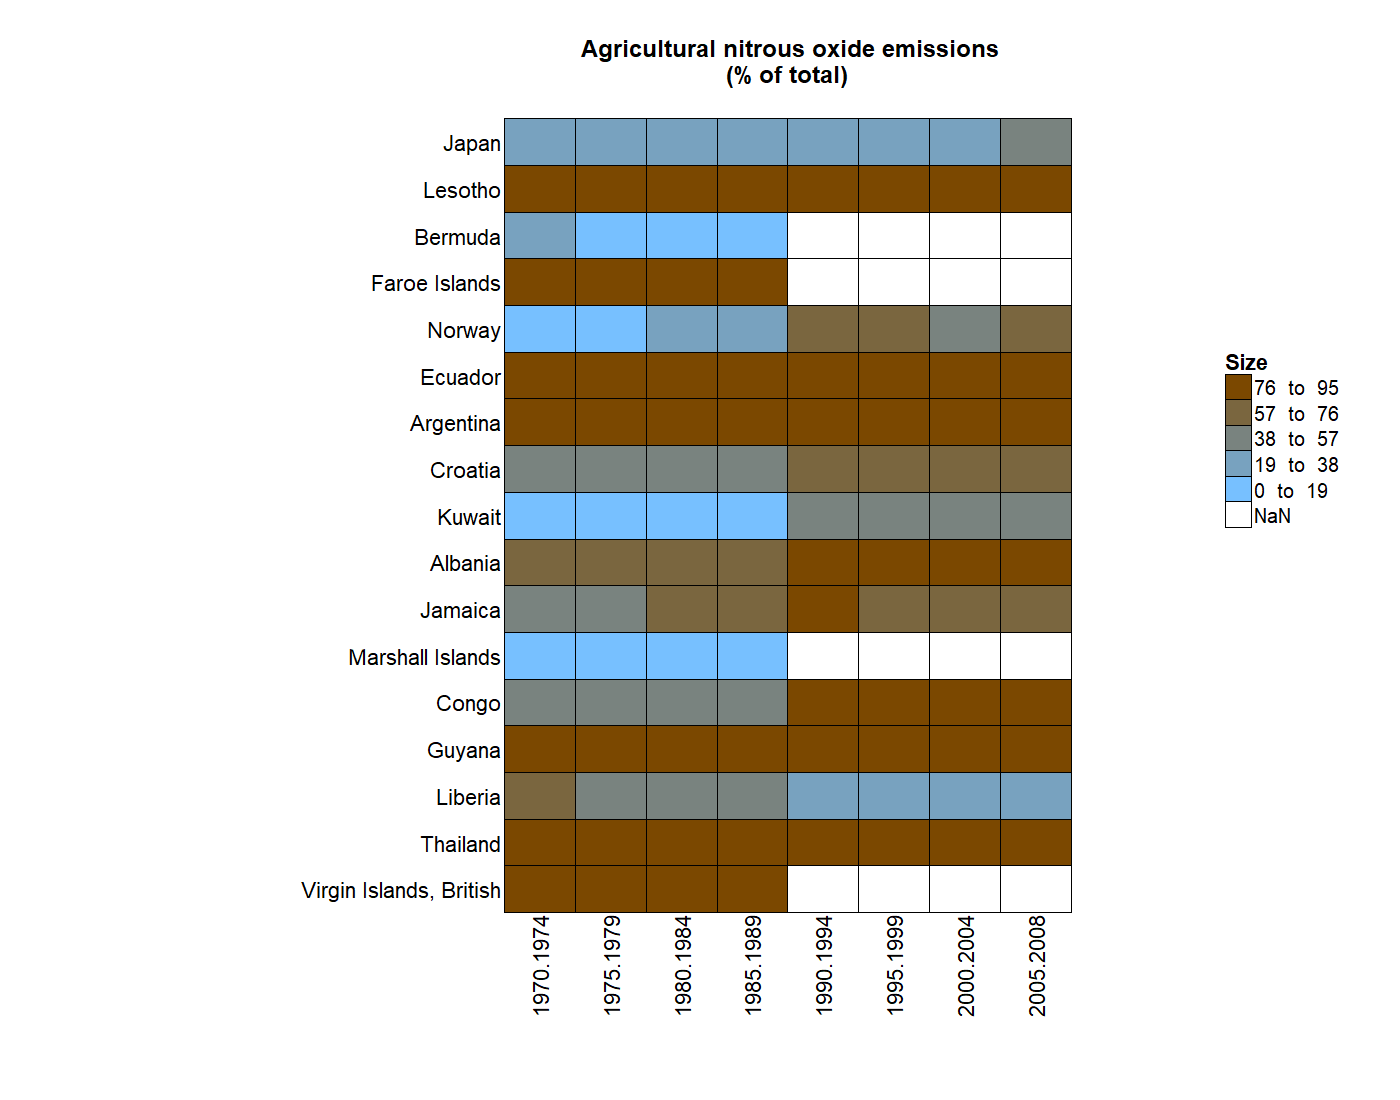 Agricultural nitrous oxide emissions
(% of total)
Japan
Lesotho
Bermuda
Faroe Islands
Norway
Ecuador
Argentina
Croatia
Kuwait
Albania
Jamaica
Marshall Islands
Congo
Guyana
Liberia
Thailand
Virgin Islands, British
1970.1974
1975.1979
1980.1984
1985.1989
1990.1994
1995.1999
2000.2004
2005.2008
Size
76 to 95
57 to 76
38 to 57
19 to 38
0 to 19
NaN